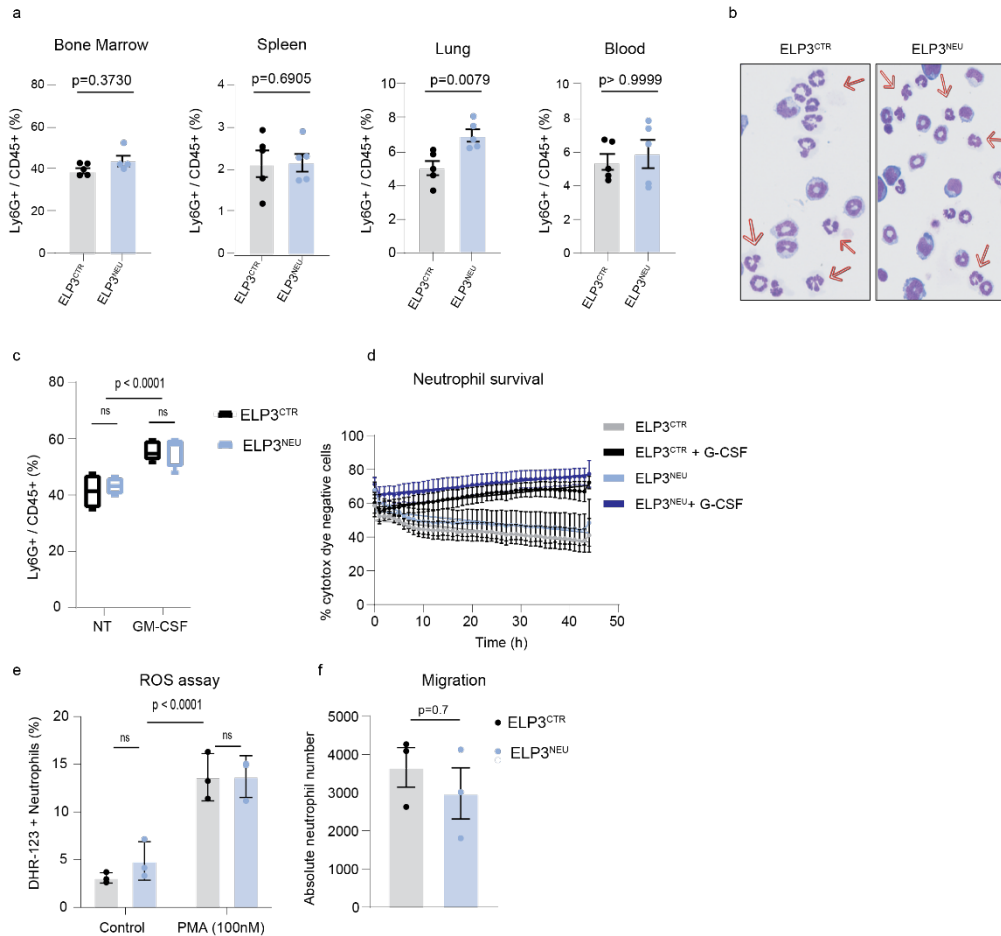 a
Bone Marrow
Spleen
Lung
Blood
p=0.3730
p=0.6905
p=0.0079
p> 0.9999
Ly6G+ / CD45+ (%)
80
60
40
20
0
ELP3CTR
ELP3NEU
Ly6G+ / CD45+ (%)
4
3
2
1
0
ELP3CTR
ELP3NEU
Ly6G+ / CD45+ (%)
10
8
6
4
2
0
ELP3CTR
ELP3NEU
Ly6G+ / CD45+ (%)
10
8
6
4
2
0
ELP3CTR
ELP3NEU
b
ELP3CTR
ELP3NEU
c
p < 0.0001
ns
ns
Ly6G+ / CD45+ (%)
80
60
40
20
0
NT
GM-CSF
ELP3CTR
ELP3NEU
d
Neutrophil survival
% cytotox dye negative cells
100
80
60
40
20
0
0
10
20
30
40
50
Time (h)
ELP3CTR
ELP3CTR + G-CSF
ELP3NEU
ELP3NEU+ G-CSF
e
ROS assay
p < 0.0001
ns
ns
DHR-123 + Neutrophils (%)
20
15
10
5
0
Control
PMA (100nM)
f
Migration
p=0.7
Absolute neutrophil number
5000
4000
3000
2000
1000
0
ELP3CTR
ELP3NEU